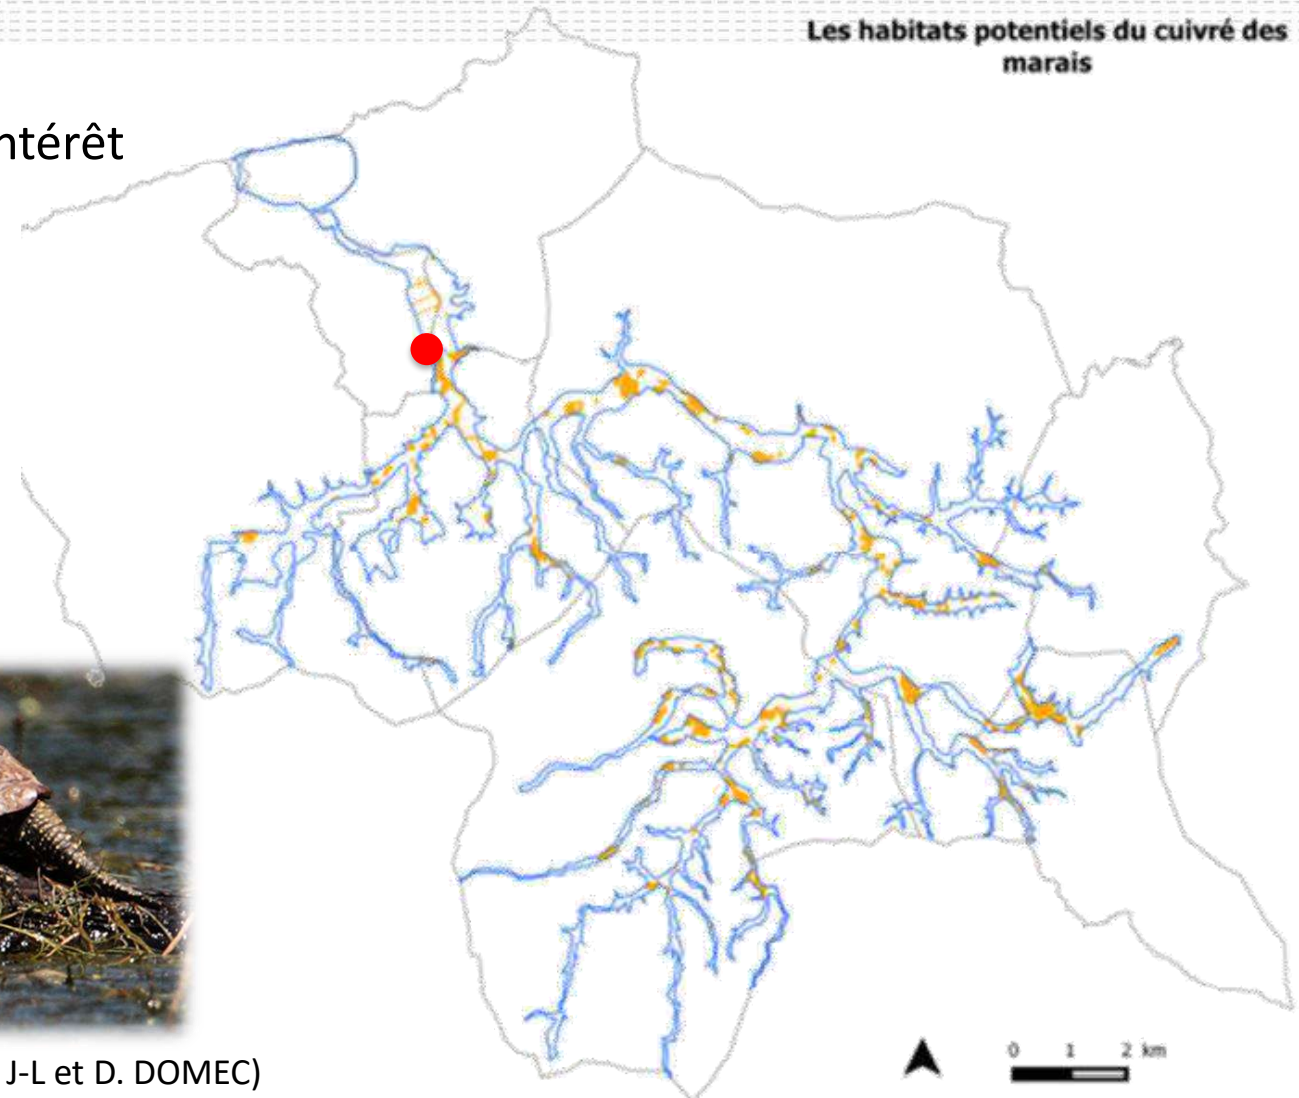 Les habitats potentiels du cuivré des
marais
ntérêt
0 1 2 km
J-L et D. DOMEC)